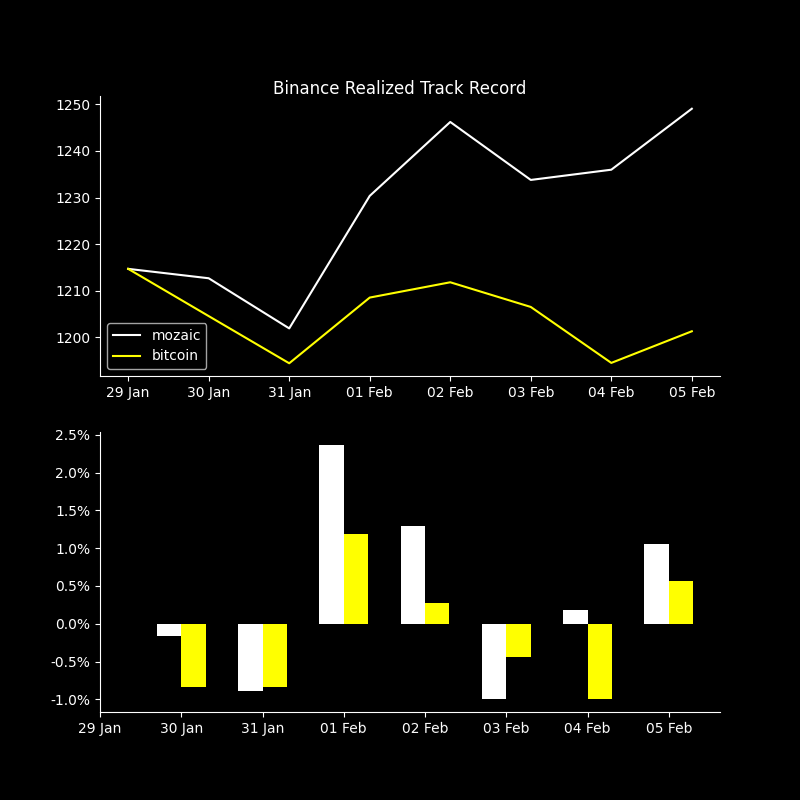 Binance Realized Track Record
1250
1240
1230
1220
1210
1200
mozaic
bitcoin
29 Jan 30 Jan 31 Jan 01 Feb 02 Feb 03 Feb 04 Feb 05 Feb
2.5%
2.0%
1.5%
1.0%
0.5%
0.0%
-0.5%
-1.0%
29 Jan 30 Jan 31 Jan 01 Feb 02 Feb 03 Feb 04 Feb 05 Feb